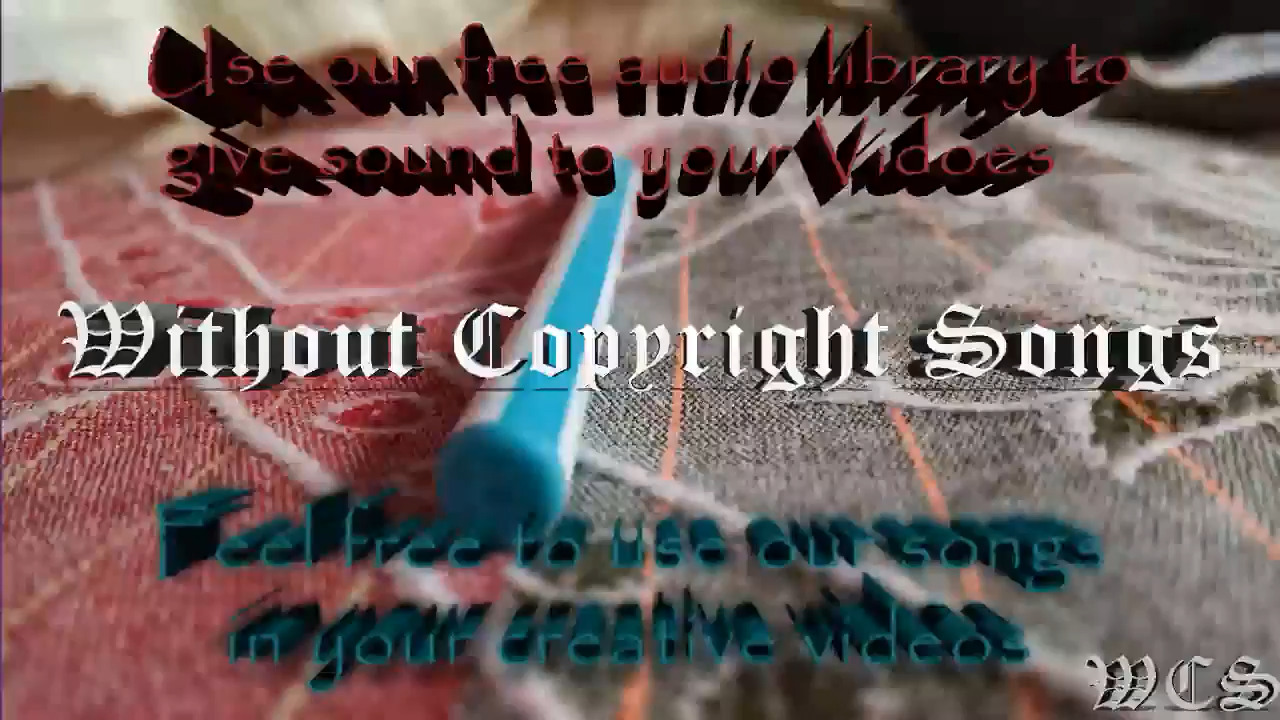 Use our free audio library to
give sound to your Vidoes
Without Copyright Songs
Feel free to use our songs
in your creative videos
WCS